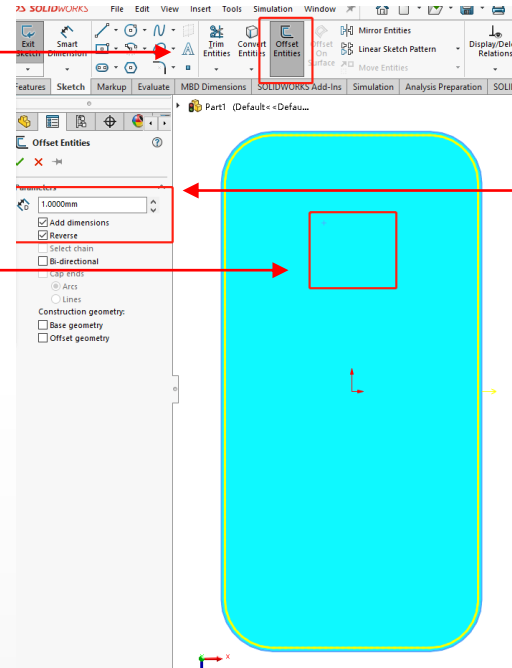 ƧS SOLIDWORKS File Edit View Insert Tools Simulation Window
Exit Sketch
Smart Dimension
Trim Entities
Convert Entities
Offset Entities
Offset On Surface
Mirror Entities
Linear Sketch Pattern
Move Entities
Display/Dele
Relations
Features Sketch Markup Evaluate MBD Dimensions SOLIDWORKS Add-Ins Simulation Analysis Preparation SOLI
Part1 (Default<<Defau...
Offset Entities
Parameters
1.0000mm
Add dimensions
Reverse
Select chain
Bi-directional
Cap ends
Arcs
Lines
Construction geometry:
Base geometry
Offset geometry
x